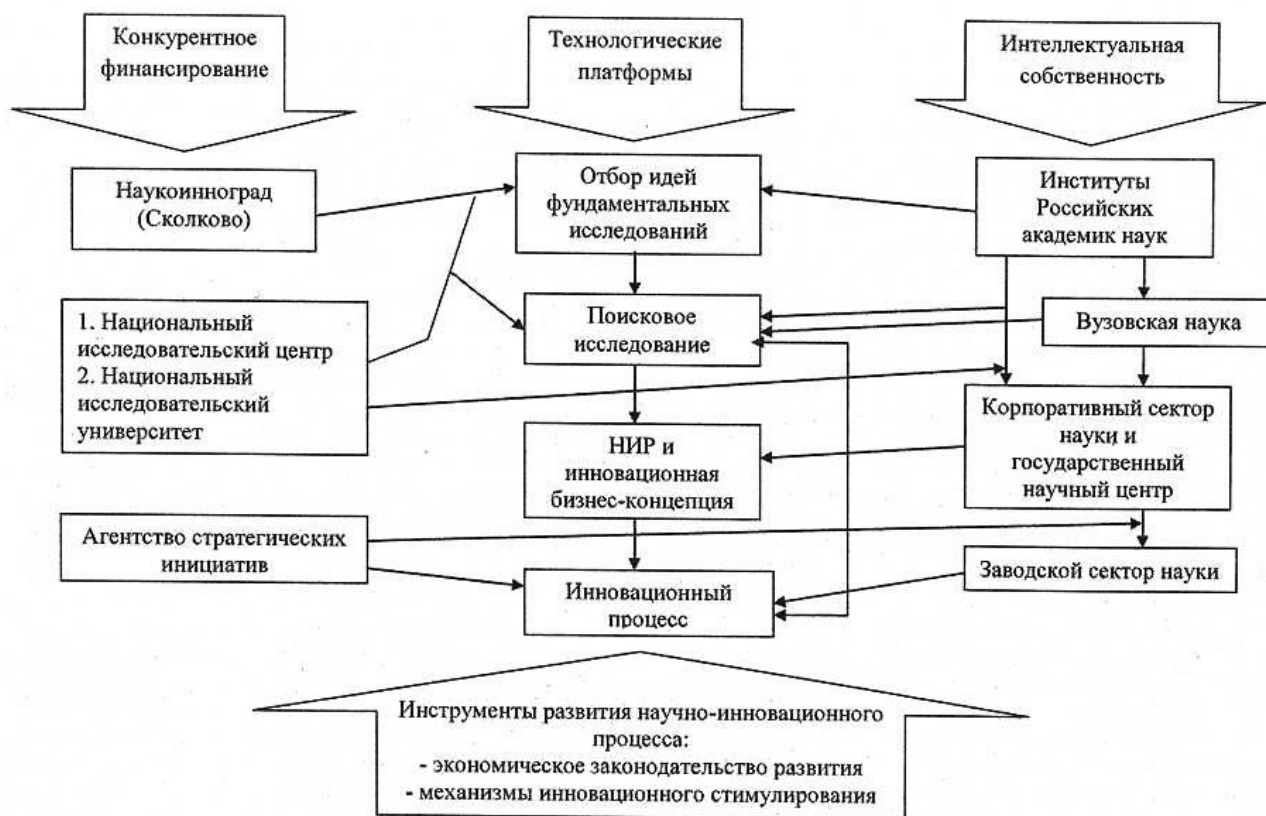 Конкурентное
финансирование
Технологические
платформы
Интеллектуальная
собственность
Наукоинноград
(Сколково)
Отбор идей
фундаментальных
исследований
Институты
Российских
академик наук
1. Национальный
исследовательский центр
2. Национальный
исследовательский
университет
Поисковое
исследование
Вузовская наука
НИР и
инновационная
бизнес-концепция
Корпоративный сектор
науки и
государственный
научный центр
Агентство стратегических
инициатив
Инновационный
процесс
Заводской сектор науки
Инструменты развития научно-инновационного
процесса:
- экономическое законодательство развития
- механизмы инновационного стимулирования